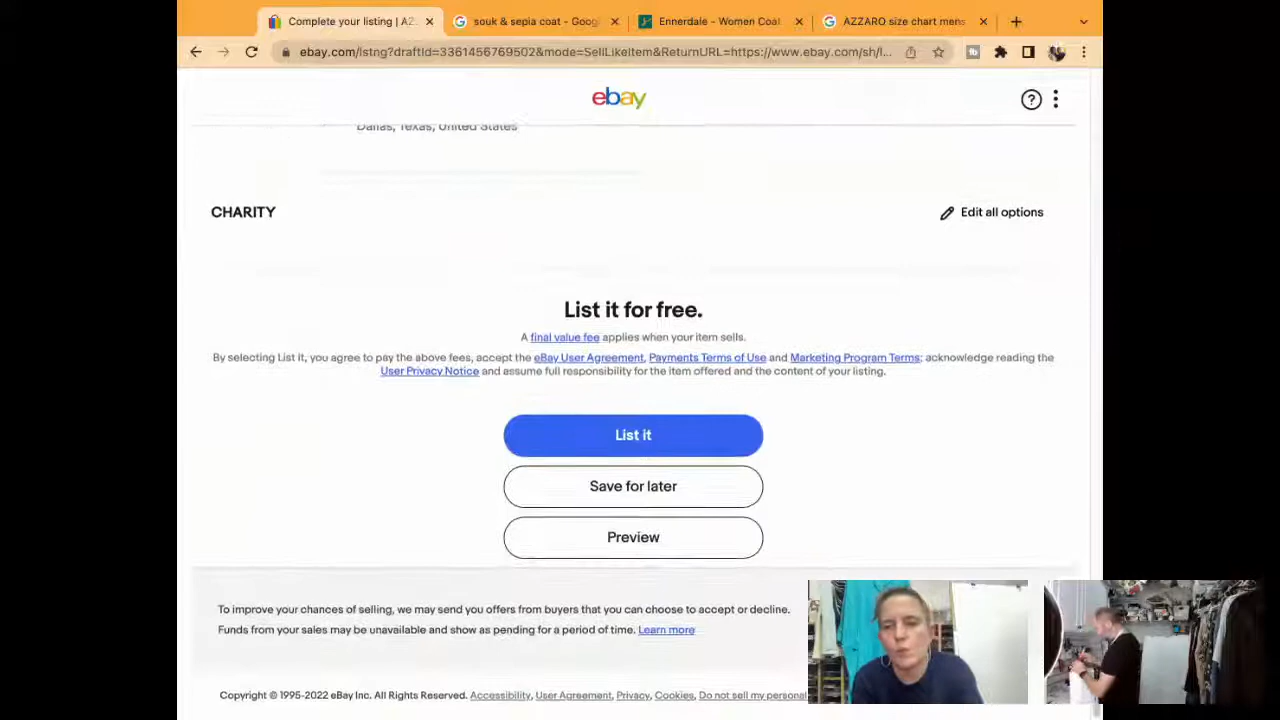 Complete your listing | AZ
souk & sepia coat - Goog
Ennerdale - Women Coat
AZZARO size chart mens
ebay.com/lstng?draftId=3361456769502&mode=SellLikeItem&ReturnURL=https://www.ebay.com/sh/l...
ebay
Dallas, Texas, United States
CHARITY
Edit all options
List it for free.
A final value fee applies when your item sells.
By selecting List it, you agree to pay the above fees, accept the eBay User Agreement, Payments Terms of Use and Marketing Program Terms; acknowledge reading the
User Privacy Notice and assume full responsibility for the item offered and the content of your listing.
List it
Save for later
Preview
To improve your chances of selling, we may send you offers from buyers that you can choose to accept or decline.
Funds from your sales may be unavailable and show as pending for a period of time. Learn more
Copyright © 1995-2022 eBay Inc. All Rights Reserved. Accessibility, User Agreement, Privacy, Cookies, Do not sell my personal